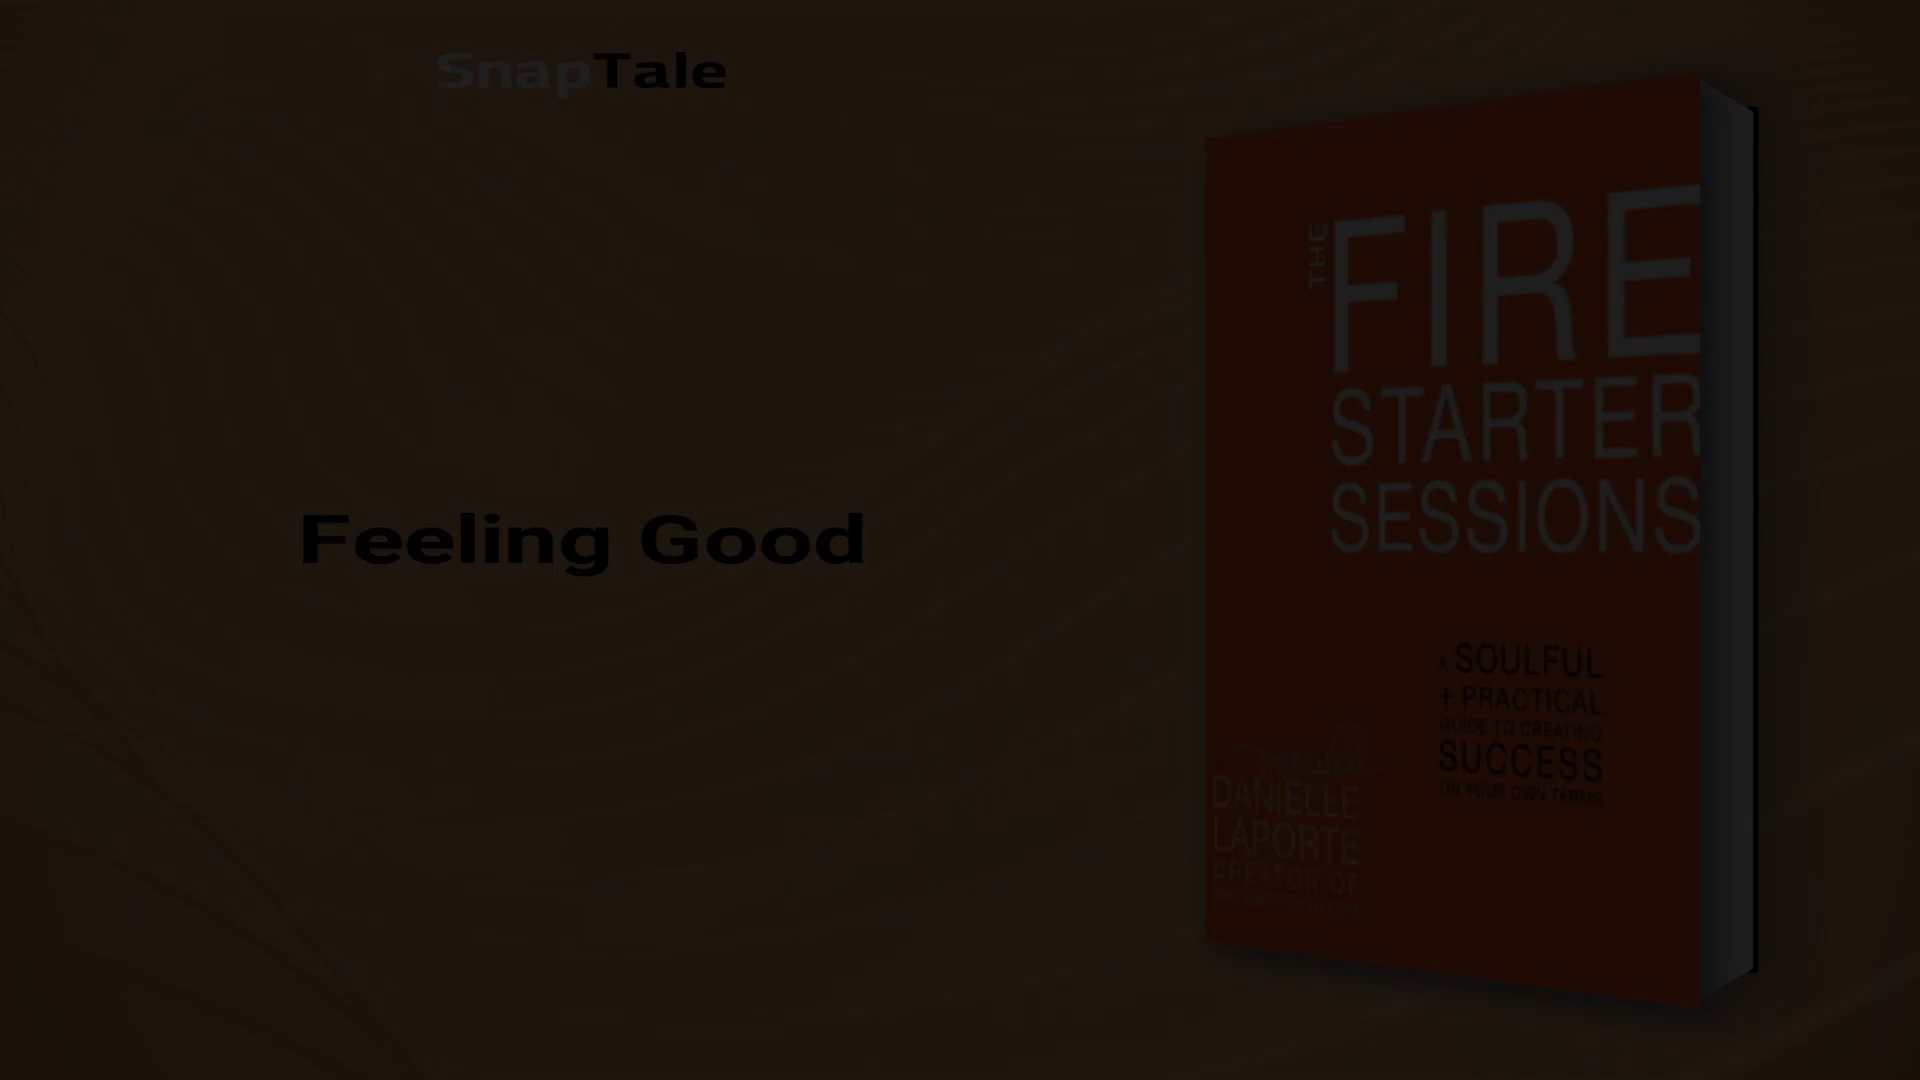 SnapTale
Feeling Good
THE
FIRE
STARTER
SESSIONS
A SOULFUL
+ PRACTICAL
GUIDE TO CREATING
SUCCESS
ON YOUR OWN TERMS
DANIELLE
LAPORTE
CREATOR OF